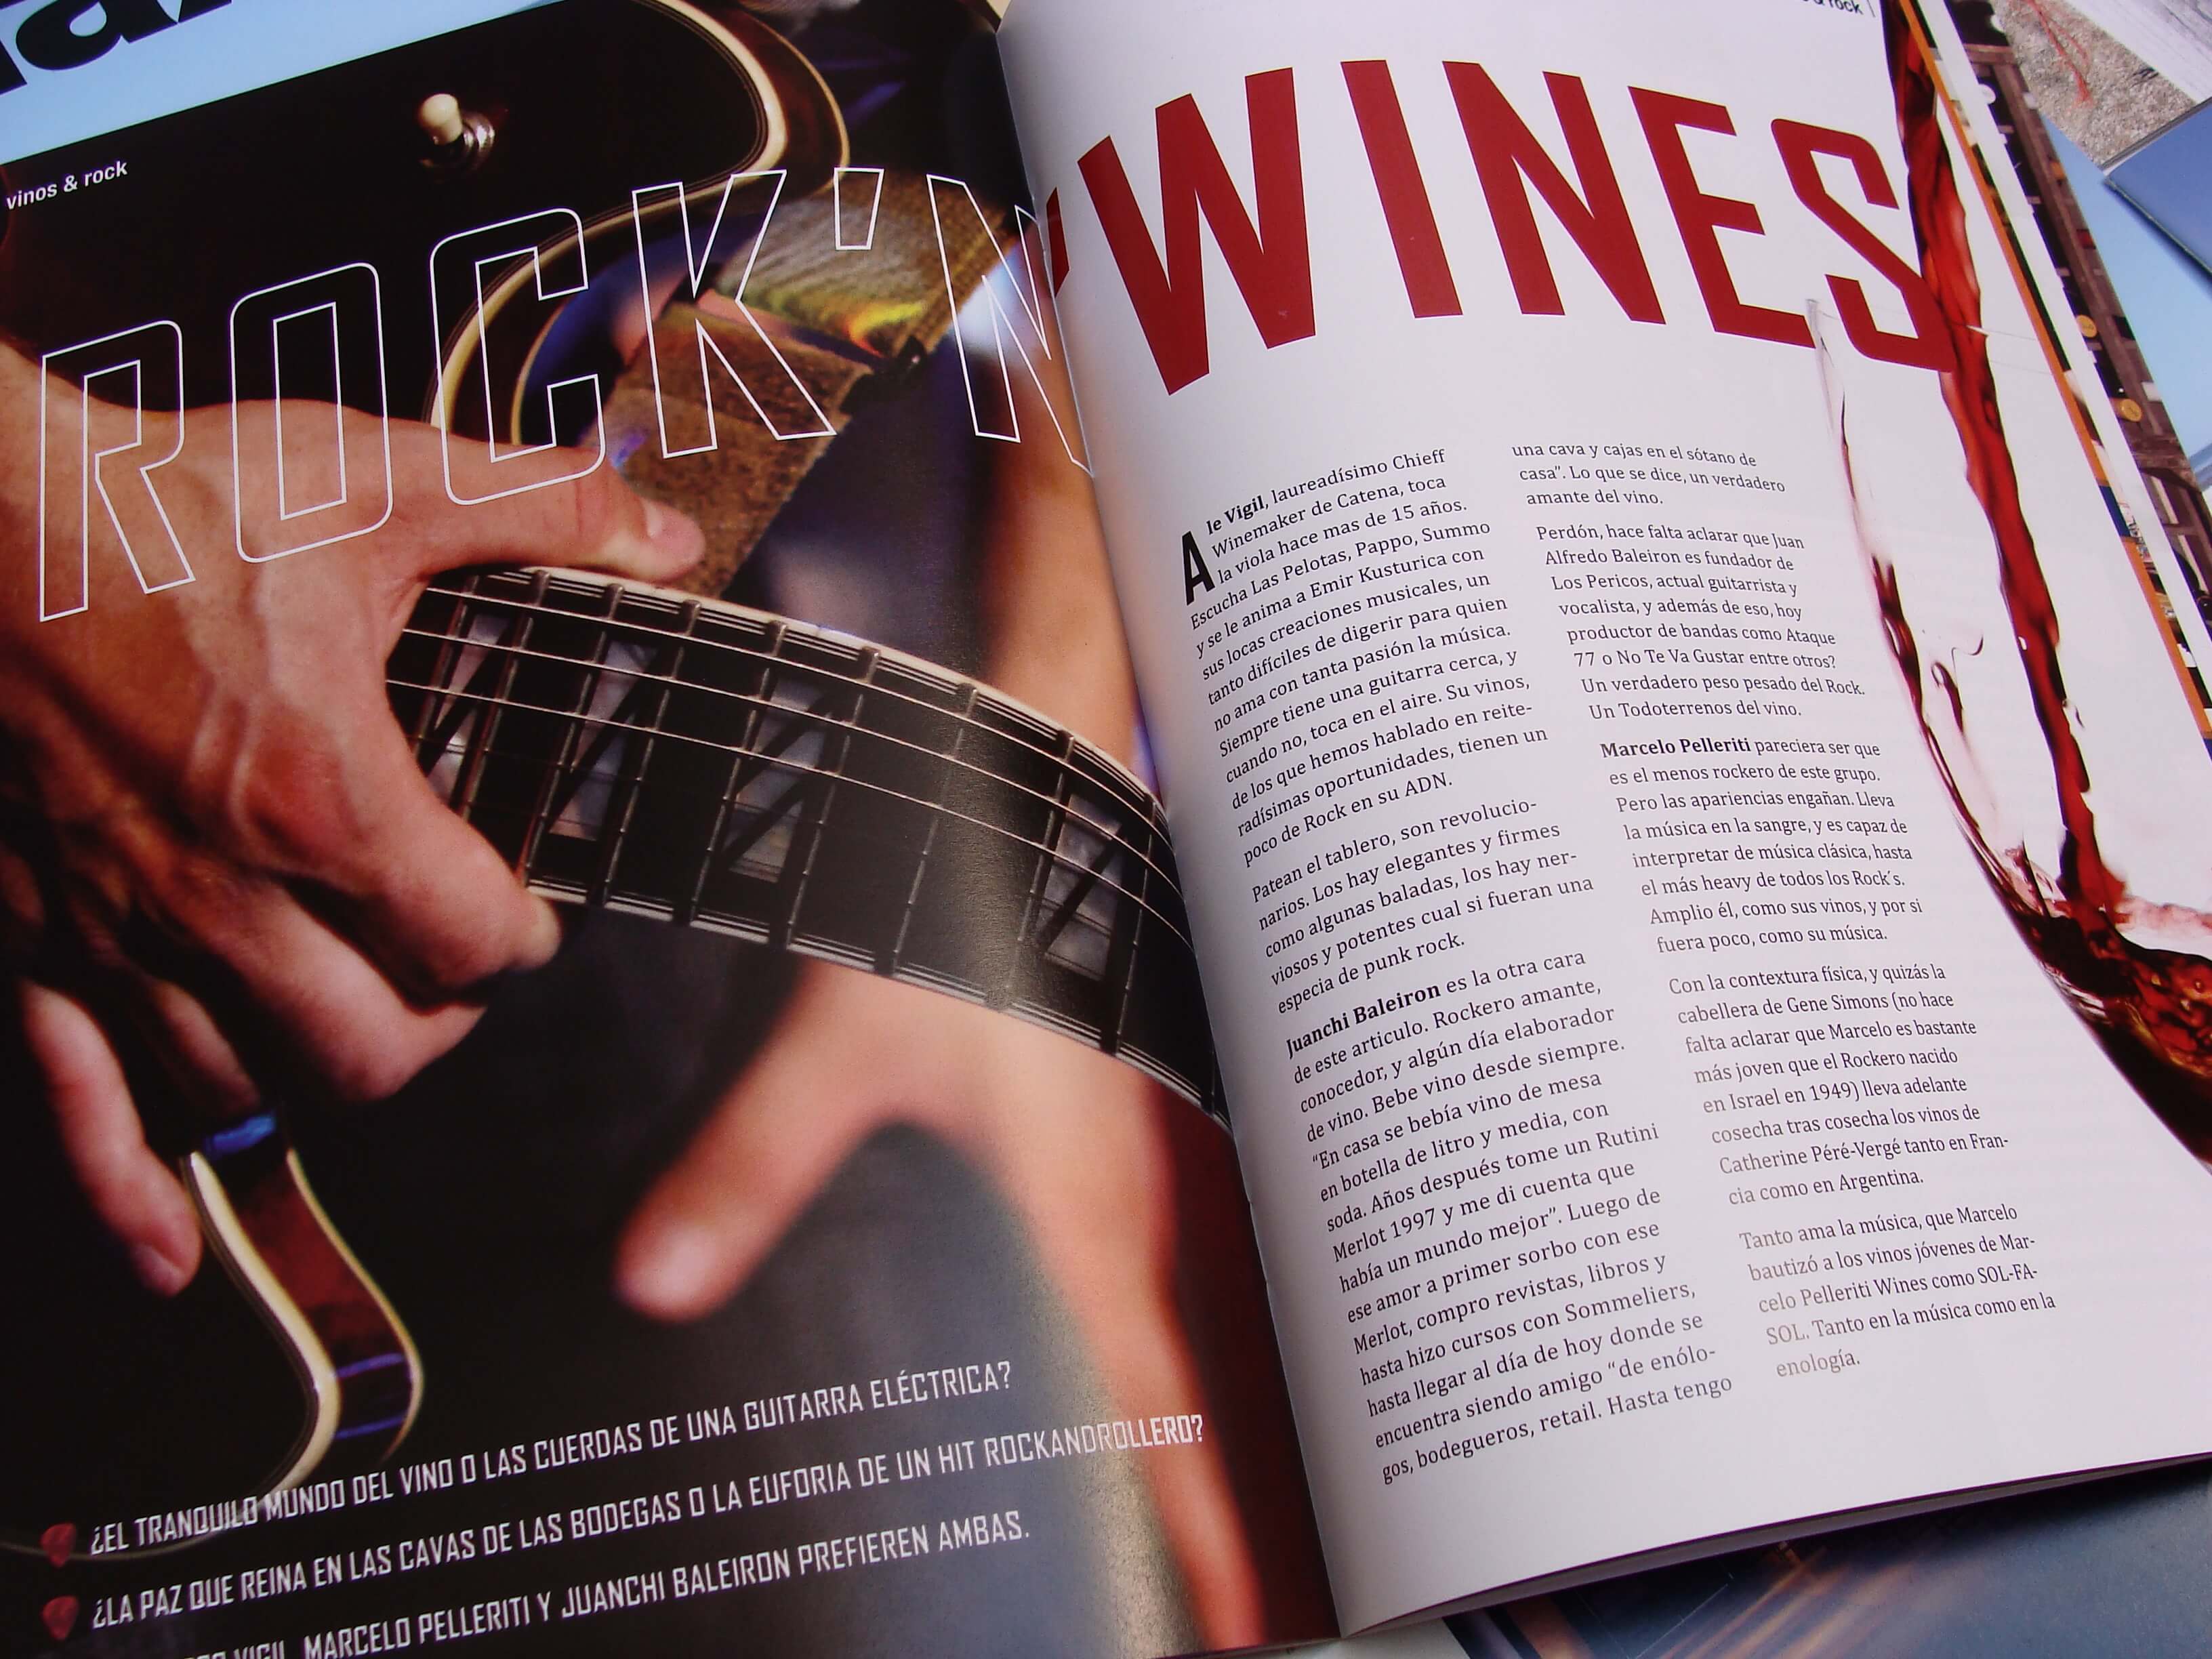 vinos & rock
ROCK'N'
WINES
¿EL TRANQUILO MUNDO DEL VINO O LAS CUERDAS DE UNA GUITARRA ELÉCTRICA?
¿LA PAZ QUE REINA EN LAS CAVAS DE LAS BODEGAS O LA EUFORIA DE UN HIT ROCKANDROLLERO?
VIGIL, MARCELO PELLERITI Y JUANCHI BALEIRON PREFIEREN AMBAS.
& rock
Ale Vigil, laureadísimo Chieff
Winemaker de Catena, toca
la viola hace mas de 15 años.
Escucha Las Pelotas, Pappo, Summo
y se le anima a Emir Kusturica con
sus locas creaciones musicales, un
tanto difíciles de digerir para quien
no ama con tanta pasión la música.
Siempre tiene una guitarra cerca, y
cuando no, toca en el aire. Su vinos,
de los que hemos hablado en reite-
radísimas oportunidades, tienen un
poco de Rock en su ADN.
Patean el tablero, son revolucio-
narios. Los hay elegantes y firmes
como algunas baladas, los hay ner-
viosos y potentes cual si fueran una
especia de punk rock.
Juanchi Baleiron es la otra cara
de este articulo. Rockero amante,
conocedor, y algún día elaborador
de vino. Bebe vino desde siempre.
“En casa se bebía vino de mesa
en botella de litro y media, con
soda. Años después tome un Rutini
Merlot 1997 y me di cuenta que
había un mundo mejor”. Luego de
ese amor a primer sorbo con ese
Merlot, compro revistas, libros y
hasta hizo cursos con Sommeliers,
hasta llegar al día de hoy donde se
encuentra siendo amigo “de enólo-
gos, bodegueros, retail. Hasta tengo
una cava y cajas en el sótano de
casa”. Lo que se dice, un verdadero
amante del vino.
Perdón, hace falta aclarar que Juan
Alfredo Baleiron es fundador de
Los Pericos, actual guitarrista y
vocalista, y además de eso, hoy
productor de bandas como Ataque
77 o No Te Va Gustar entre otros?
Un verdadero peso pesado del Rock.
Un Todoterrenos del vino.
Marcelo Pelleriti pareciera ser que
es el menos rockero de este grupo.
Pero las apariencias engañan. Lleva
la música en la sangre, y es capaz de
interpretar de música clásica, hasta
el más heavy de todos los Rock´s.
Amplio él, como sus vinos, y por si
fuera poco, como su música.
Con la contextura física, y quizás la
cabellera de Gene Simons (no hace
falta aclarar que Marcelo es bastante
más joven que el Rockero nacido
en Israel en 1949) lleva adelante
cosecha tras cosecha los vinos de
Catherine Péré-Vergé tanto en Fran-
cia como en Argentina.
Tanto ama la música, que Marcelo
bautizó a los vinos jóvenes de Mar-
celo Pelleriti Wines como SOL-FA-
SOL. Tanto en la música como en la
enología.